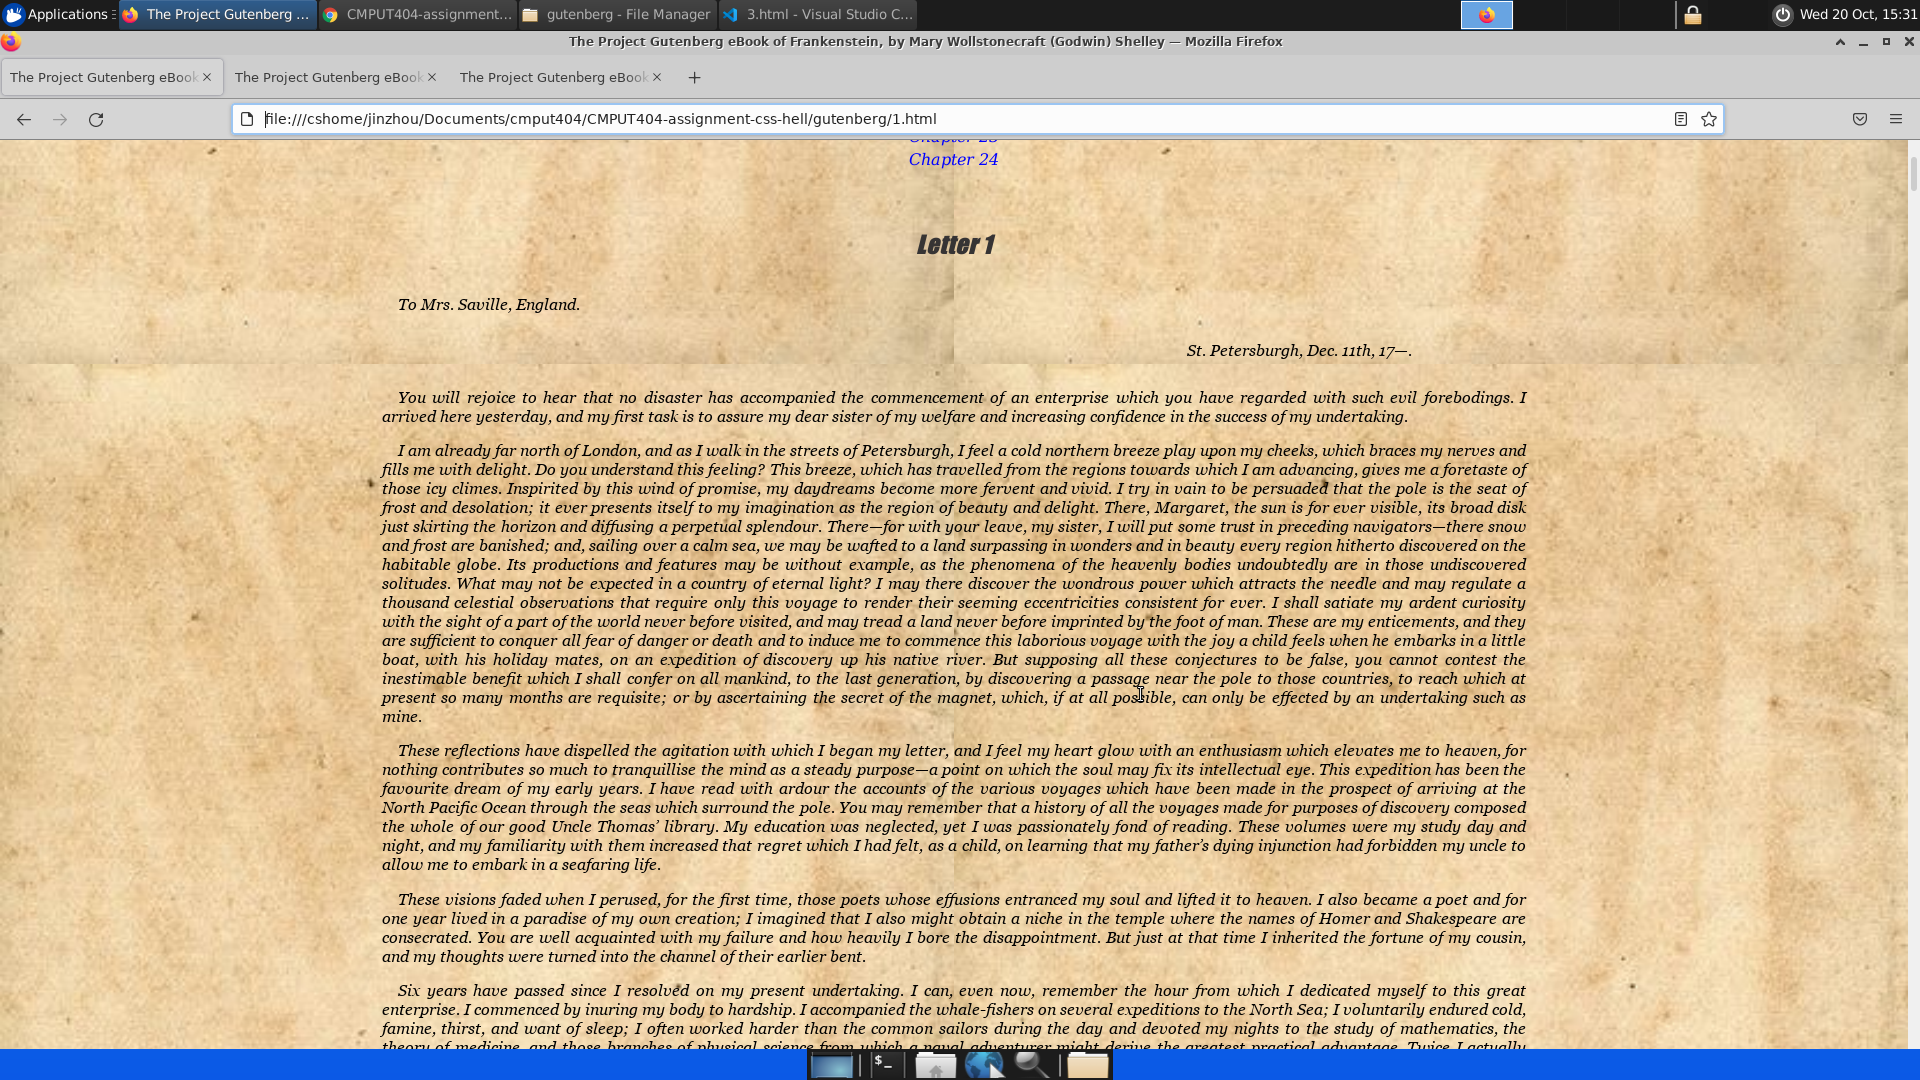 Applications
The Project Gutenberg ...
CMPUT404-assignment...
gutenberg - File Manager
3.html - Visual Studio C...
Wed 20 Oct, 15:31
The Project Gutenberg eBook of Frankenstein, by Mary Wollstonecraft (Godwin) Shelley — Mozilla Firefox
The Project Gutenberg eBook
The Project Gutenberg eBook
The Project Gutenberg eBook
file:///cshome/jinzhou/Documents/cmput404/CMPUT404-assignment-css-hell/gutenberg/1.html
Chapter 23
Chapter 24
Letter 1
To Mrs. Saville, England.
St. Petersburgh, Dec. 11th, 17—.
You will rejoice to hear that no disaster has accompanied the commencement of an enterprise which you have regarded with such evil forebodings. I
arrived here yesterday, and my first task is to assure my dear sister of my welfare and increasing confidence in the success of my undertaking.
I am already far north of London, and as I walk in the streets of Petersburgh, I feel a cold northern breeze play upon my cheeks, which braces my nerves and
fills me with delight. Do you understand this feeling? This breeze, which has travelled from the regions towards which I am advancing, gives me a foretaste of
those icy climes. Inspirited by this wind of promise, my daydreams become more fervent and vivid. I try in vain to be persuaded that the pole is the seat of
frost and desolation; it ever presents itself to my imagination as the region of beauty and delight. There, Margaret, the sun is for ever visible, its broad disk
just skirting the horizon and diffusing a perpetual splendour. There—for with your leave, my sister, I will put some trust in preceding navigators—there snow
and frost are banished; and, sailing over a calm sea, we may be wafted to a land surpassing in wonders and in beauty every region hitherto discovered on the
habitable globe. Its productions and features may be without example, as the phenomena of the heavenly bodies undoubtedly are in those undiscovered
solitudes. What may not be expected in a country of eternal light? I may there discover the wondrous power which attracts the needle and may regulate a
thousand celestial observations that require only this voyage to render their seeming eccentricities consistent for ever. I shall satiate my ardent curiosity
with the sight of a part of the world never before visited, and may tread a land never before imprinted by the foot of man. These are my enticements, and they
are sufficient to conquer all fear of danger or death and to induce me to commence this laborious voyage with the joy a child feels when he embarks in a little
boat, with his holiday mates, on an expedition of discovery up his native river. But supposing all these conjectures to be false, you cannot contest the
inestimable benefit which I shall confer on all mankind, to the last generation, by discovering a passage near the pole to those countries, to reach which at
present so many months are requisite; or by ascertaining the secret of the magnet, which, if at all possible, can only be effected by an undertaking such as
mine.
These reflections have dispelled the agitation with which I began my letter, and I feel my heart glow with an enthusiasm which elevates me to heaven, for
nothing contributes so much to tranquillise the mind as a steady purpose—a point on which the soul may fix its intellectual eye. This expedition has been the
favourite dream of my early years. I have read with ardour the accounts of the various voyages which have been made in the prospect of arriving at the
North Pacific Ocean through the seas which surround the pole. You may remember that a history of all the voyages made for purposes of discovery composed
the whole of our good Uncle Thomas’ library. My education was neglected, yet I was passionately fond of reading. These volumes were my study day and
night, and my familiarity with them increased that regret which I had felt, as a child, on learning that my father’s dying injunction had forbidden my uncle to
allow me to embark in a seafaring life.
These visions faded when I perused, for the first time, those poets whose effusions entranced my soul and lifted it to heaven. I also became a poet and for
one year lived in a paradise of my own creation; I imagined that I also might obtain a niche in the temple where the names of Homer and Shakespeare are
consecrated. You are well acquainted with my failure and how heavily I bore the disappointment. But just at that time I inherited the fortune of my cousin,
and my thoughts were turned into the channel of their earlier bent.
Six years have passed since I resolved on my present undertaking. I can, even now, remember the hour from which I dedicated myself to this great
enterprise. I commenced by inuring my body to hardship. I accompanied the whale-fishers on several expeditions to the North Sea; I voluntarily endured cold,
famine, thirst, and want of sleep; I often worked harder than the common sailors during the day and devoted my nights to the study of mathematics, the
theory of medicine, and those branches of physical science from which a naval adventurer might derive the greatest practical advantage. Twice I actually